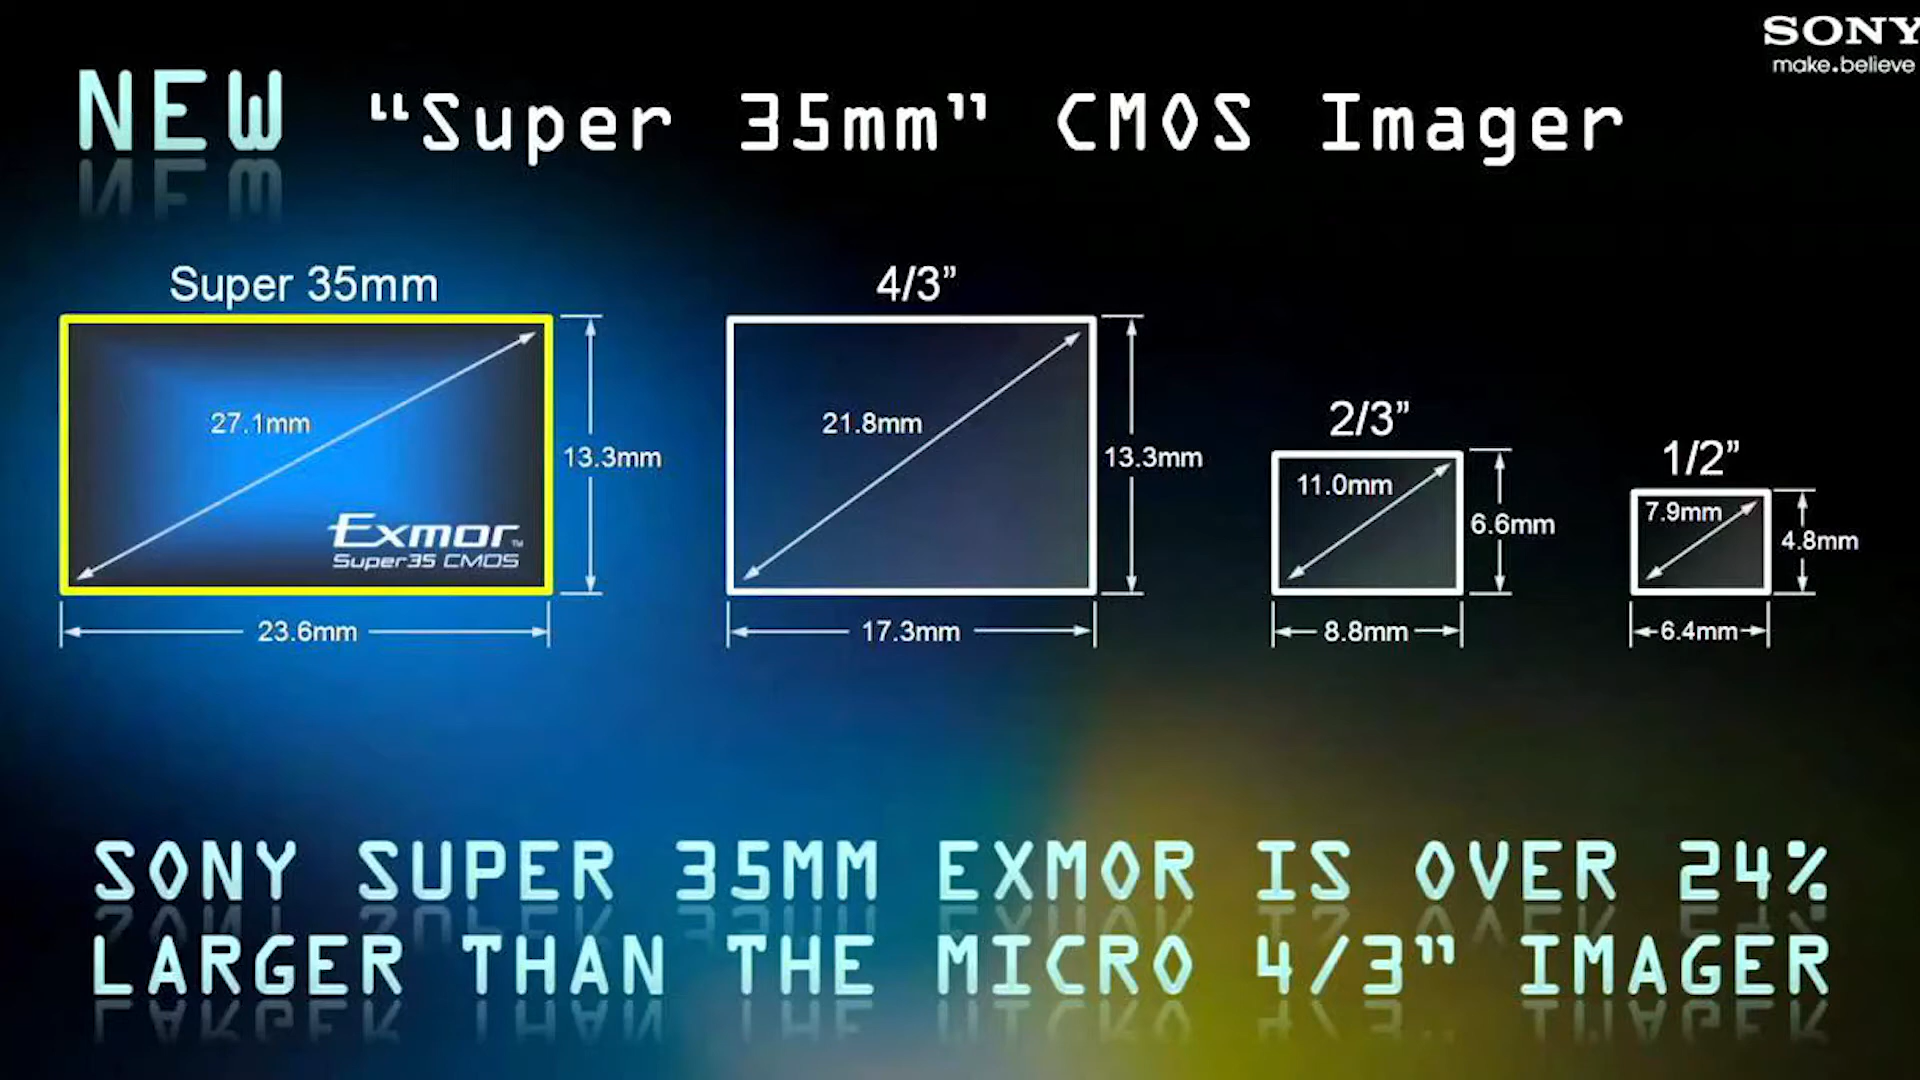 SONY
make.believe
NEW “Super 35mm” CMOS Imager
Super 35mm
4/3”
2/3”
1/2”
27.1mm
13.3mm
21.8mm
13.3mm
11.0mm
6.6mm
7.9mm
4.8mm
Exmor™
Super35 CMOS
23.6mm
17.3mm
8.8mm
6.4mm
SONY SUPER 35MM EXMOR IS OVER 24%
LARGER THAN THE MICRO 4/3” IMAGER